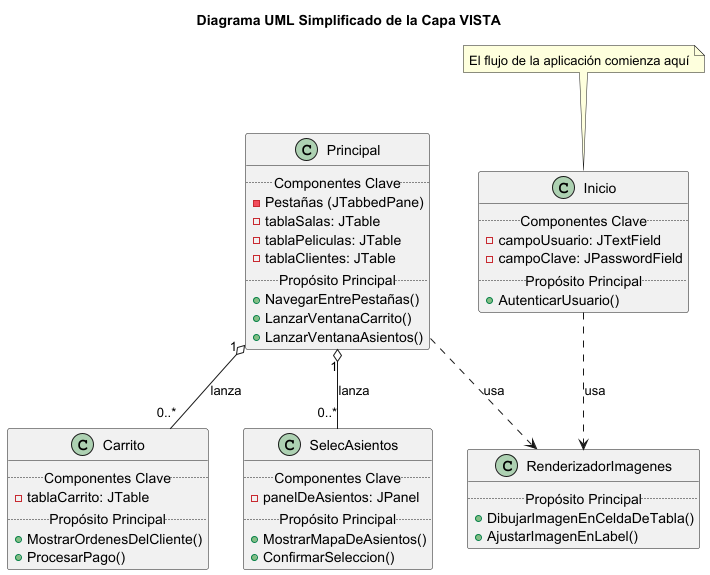 Diagrama UML Simplificado de la Capa VISTA
El flujo de la aplicación comienza aquí
C Principal
Componentes Clave
Pestañas (JTabbedPane)
tablaSalas: JTable
tablaPeliculas: JTable
tablaClientes: JTable
Propósito Principal
NavegarEntrePestañas()
LanzarVentanaCarrito()
LanzarVentanaAsientos()
C Inicio
Componentes Clave
campoUsuario: JTextField
campoClave: JPasswordField
Propósito Principal
AutenticarUsuario()
1
lanza
0..*
1
lanza
0..*
usa
usa
C Carrito
Componentes Clave
tablaCarrito: JTable
Propósito Principal
MostrarOrdenesDelCliente()
ProcesarPago()
C SelecAsientos
Componentes Clave
panelDeAsientos: JPanel
Propósito Principal
MostrarMapaDeAsientos()
ConfirmarSeleccion()
C RenderizadorImagenes
Propósito Principal
DibujarImagenEnCeldaDeTabla()
AjustarImagenEnLabel()